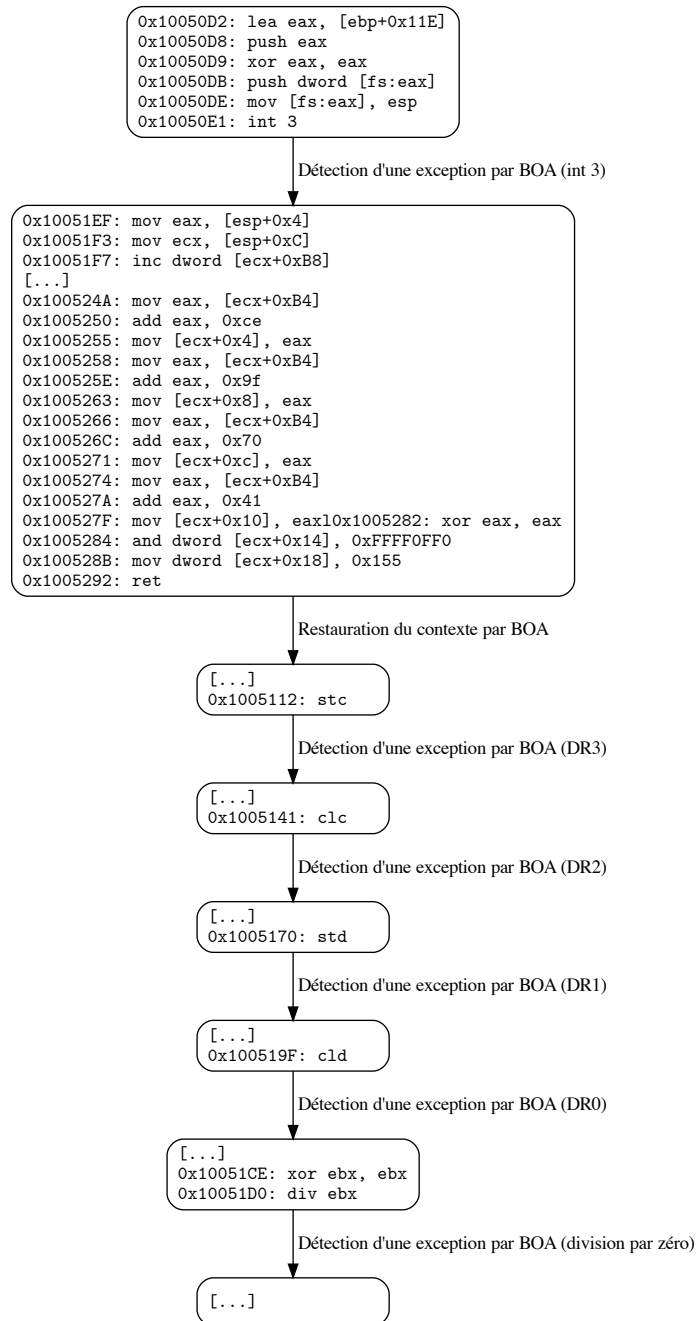 0x10050D2: lea eax, [ebp+0x11E]
0x10050D8: push eax
0x10050D9: xor eax, eax
0x10050DB: push dword [fs:eax]
0x10050DE: mov [fs:eax], esp
0x10050E1: int 3
Détection d'une exception par BOA (int 3)
0x10051EF: mov eax, [esp+0x4]
0x10051F3: mov ecx, [esp+0xC]
0x10051F7: inc dword [ecx+0xB8]
[...]
0x100524A: mov eax, [ecx+0xB4]
0x1005250: add eax, 0xce
0x1005255: mov [ecx+0x4], eax
0x1005258: mov eax, [ecx+0xB4]
0x100525E: add eax, 0x9f
0x1005263: mov [ecx+0x8], eax
0x1005266: mov eax, [ecx+0xB4]
0x100526C: add eax, 0x70
0x1005271: mov [ecx+0xc], eax
0x1005274: mov eax, [ecx+0xB4]
0x100527A: add eax, 0x41
0x100527F: mov [ecx+0x10], eaxl0x1005282: xor eax, eax
0x1005284: and dword [ecx+0x14], 0xFFFF0FF0
0x100528B: mov dword [ecx+0x18], 0x155
0x1005292: ret
Restauration du contexte par BOA
[...]
0x1005112: stc
Détection d'une exception par BOA (DR3)
[...]
0x1005141: clc
Détection d'une exception par BOA (DR2)
[...]
0x1005170: std
Détection d'une exception par BOA (DR1)
[...]
0x100519F: cld
Détection d'une exception par BOA (DR0)
[...]
0x10051CE: xor ebx, ebx
0x10051D0: div ebx
Détection d'une exception par BOA (division par zéro)
[...]